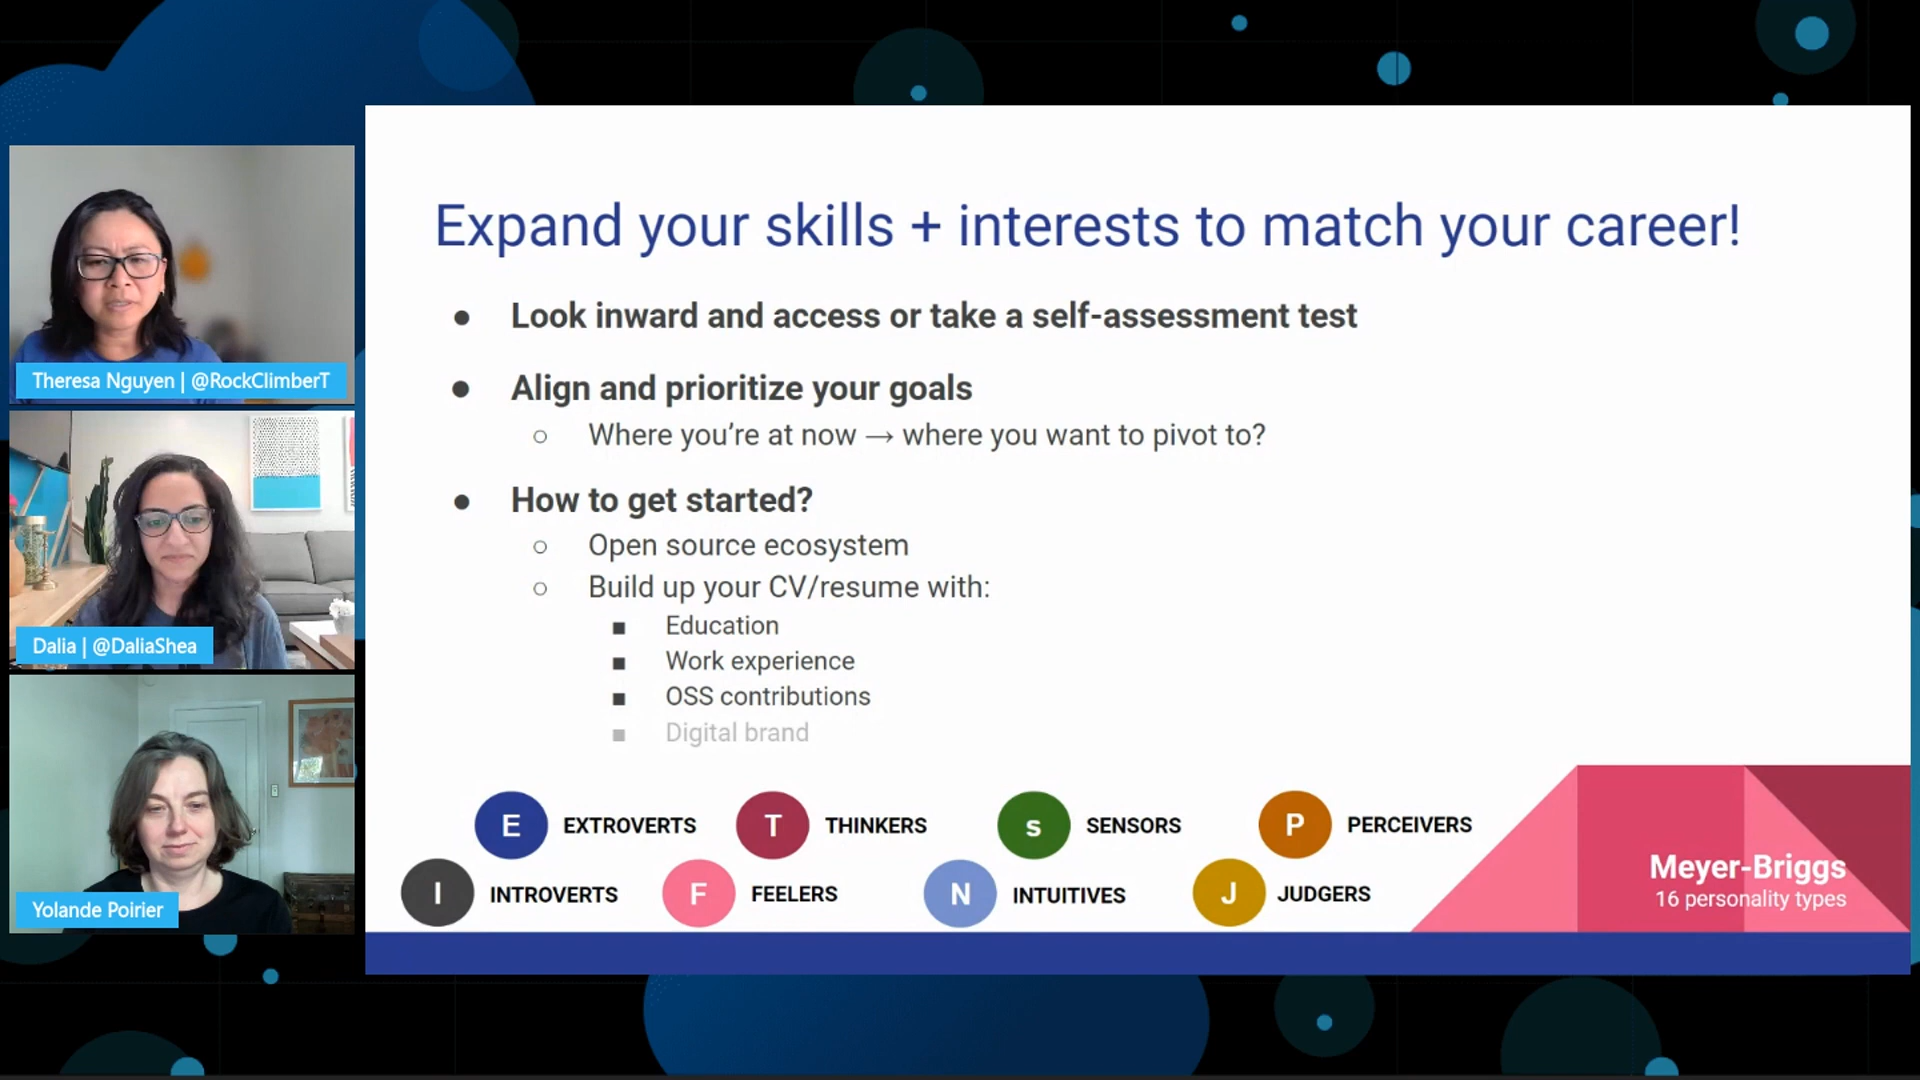 Expand your skills + interests to match your career!
● Look inward and access or take a self-assessment test
● Align and prioritize your goals
○ Where you’re at now → where you want to pivot to?
● How to get started?
○ Open source ecosystem
○ Build up your CV/resume with:
■ Education
■ Work experience
■ OSS contributions
■ Digital brand
E EXTROVERTS T THINKERS s SENSORS P PERCEIVERS
I INTROVERTS F FEELERS N INTUITIVES J JUDGERS
Meyer-Briggs
16 personality types
Theresa Nguyen | @RockClimberT
Dalia | @DaliaShea
Yolande Poirier